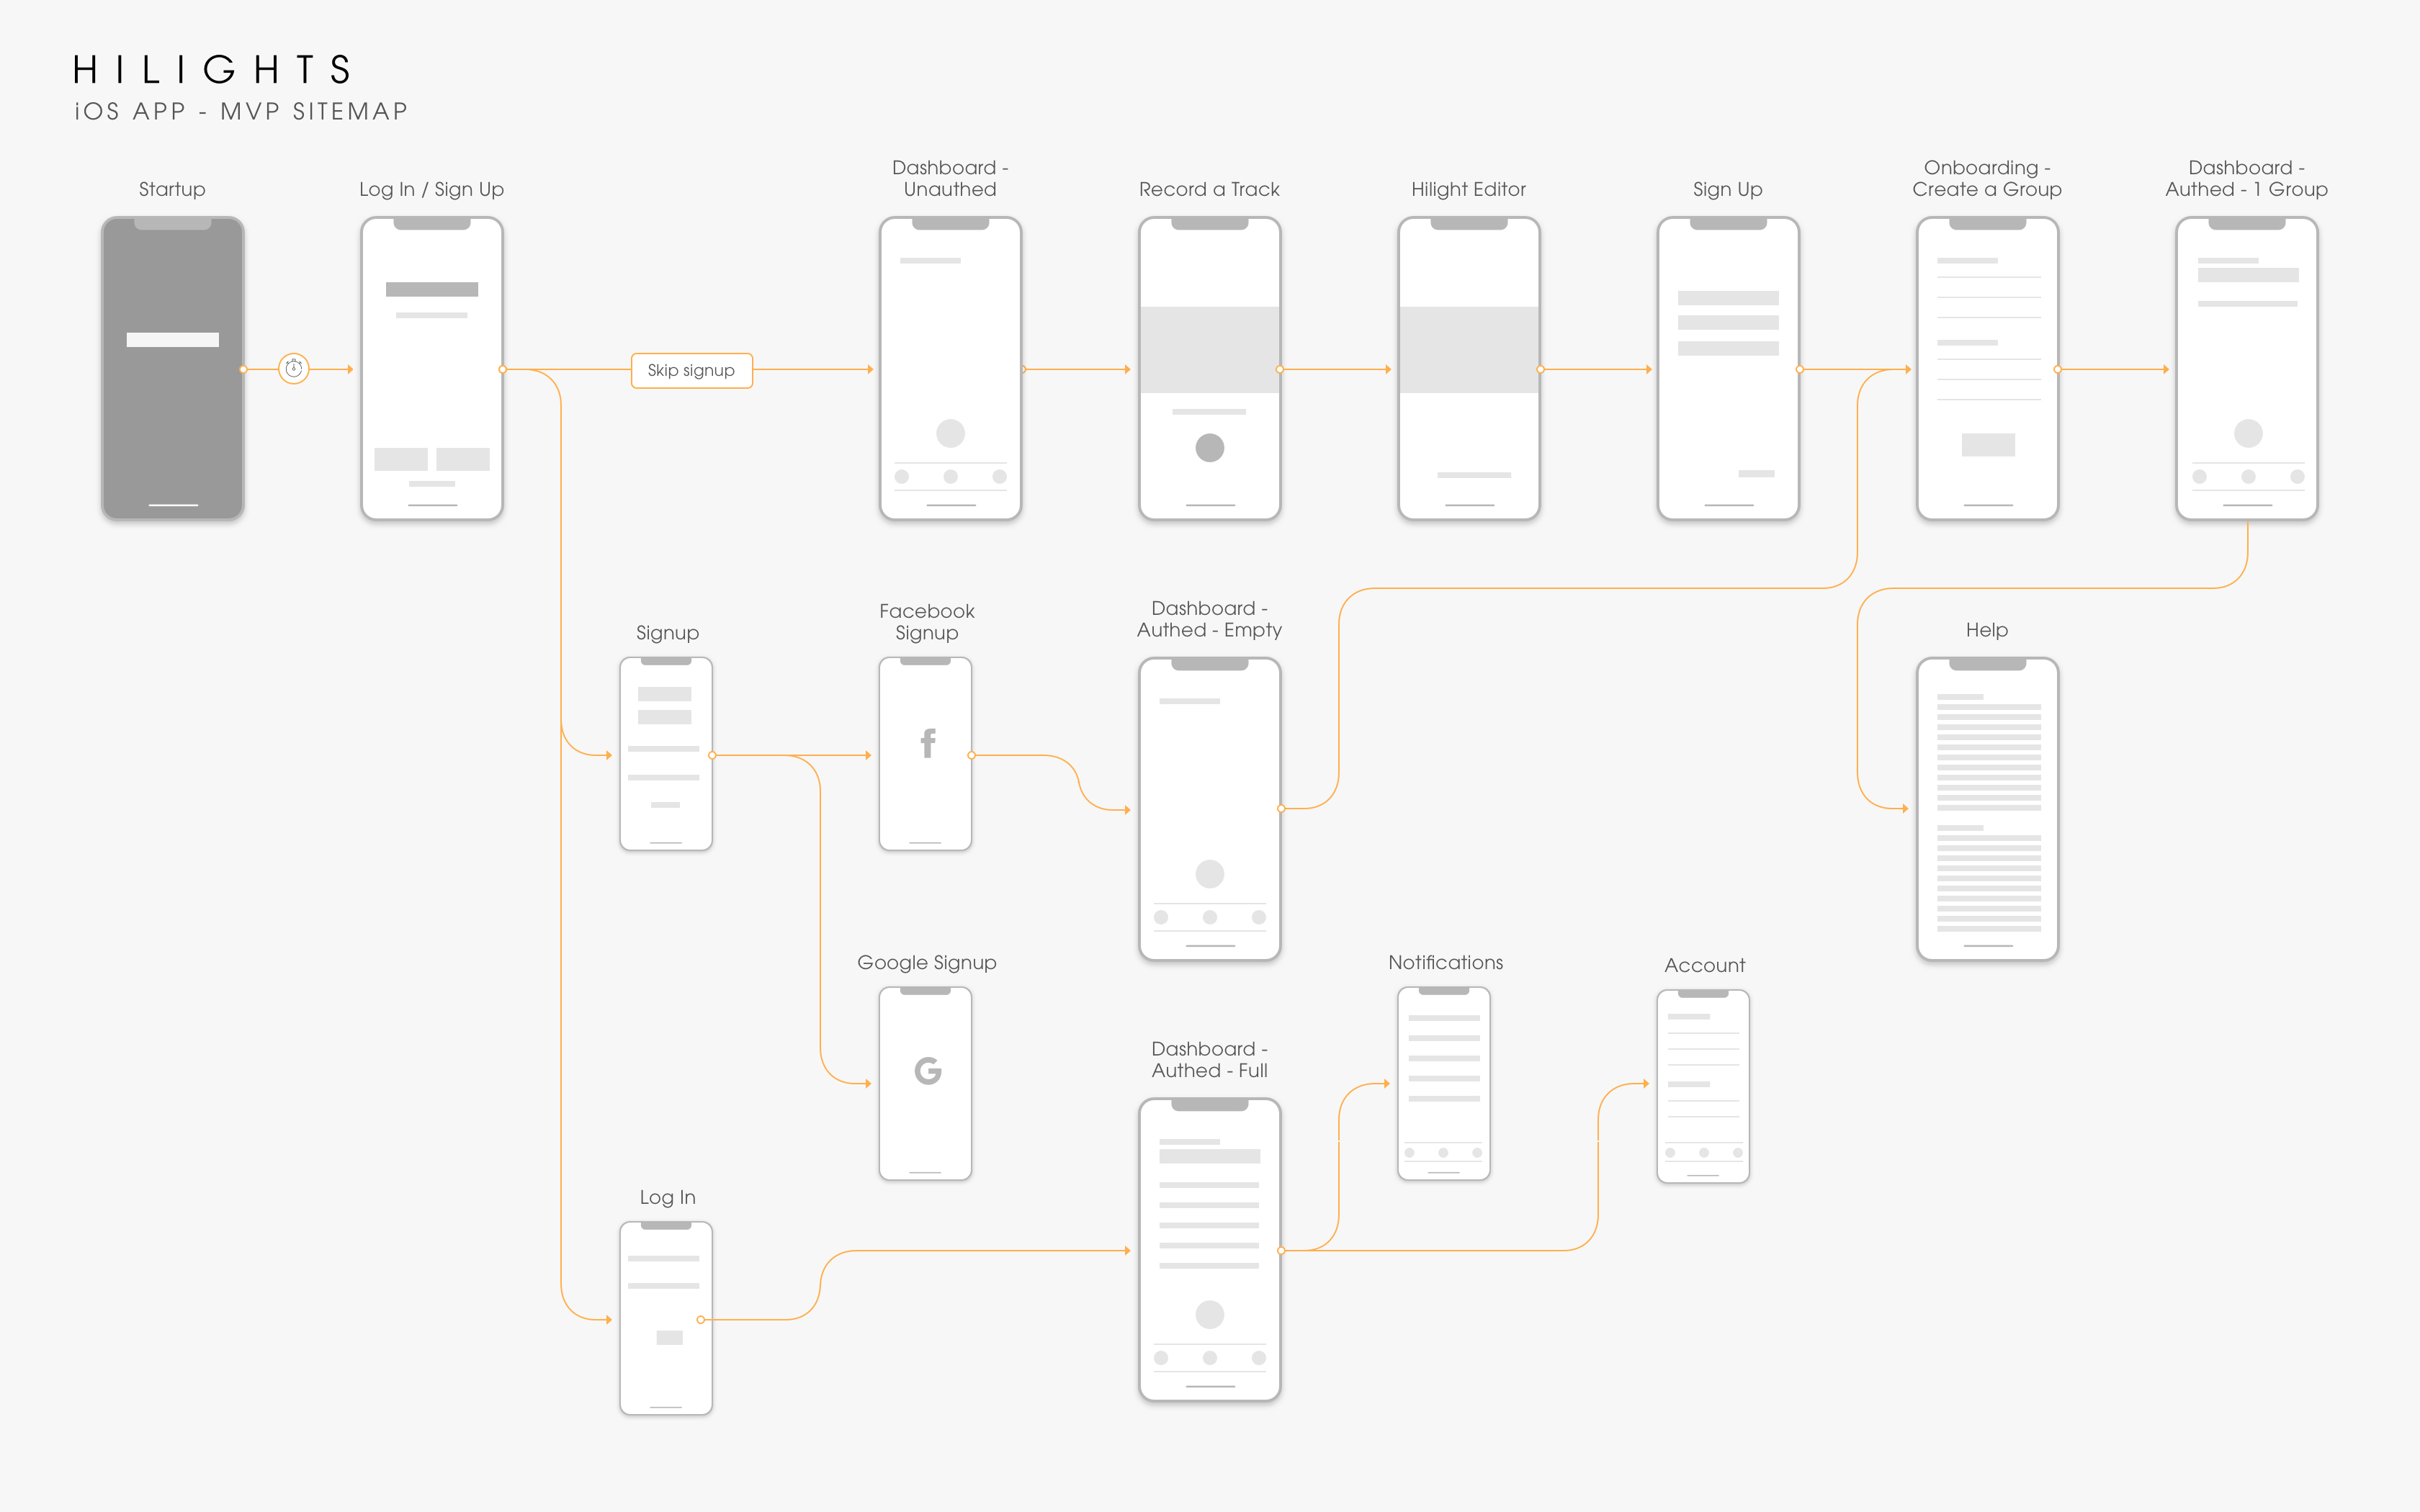 HILIGHTS
iOS APP - MVP SITEMAP
Startup
Log In / Sign Up
Dashboard -
Unauthed
Record a Track
Hilight Editor
Sign Up
Onboarding -
Create a Group
Dashboard -
Authed - 1 Group
Skip signup
Signup
Facebook
Signup
Dashboard -
Authed - Empty
Help
f
Google Signup
Notifications
Account
G
Dashboard -
Authed - Full
Log In